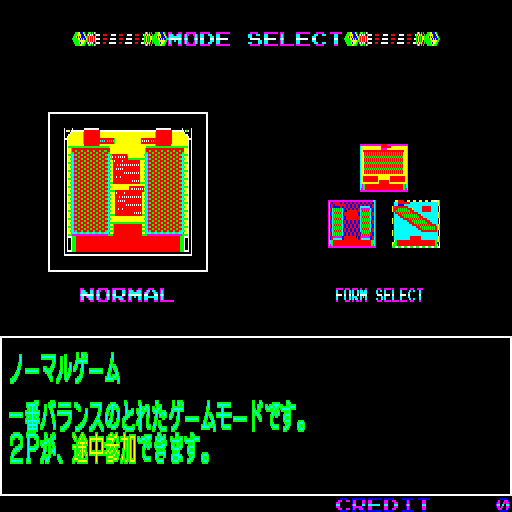 MODE SELECT
NORMAL
FORM SELECT
ノーマルゲーム
一番バランスのとれたゲームモードです。
2Pが、途中参加できます。
CREDIT 0